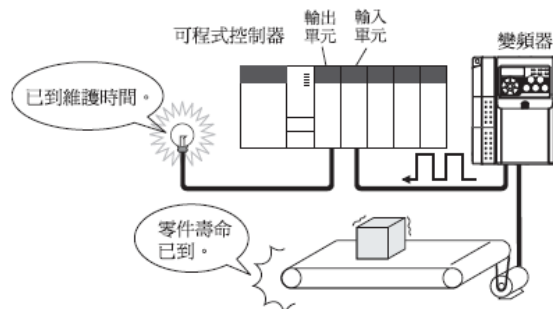 可程式控制器
輸出
單元
輸入
單元
變頻器
已到維護時間。
零件壽命
已到。